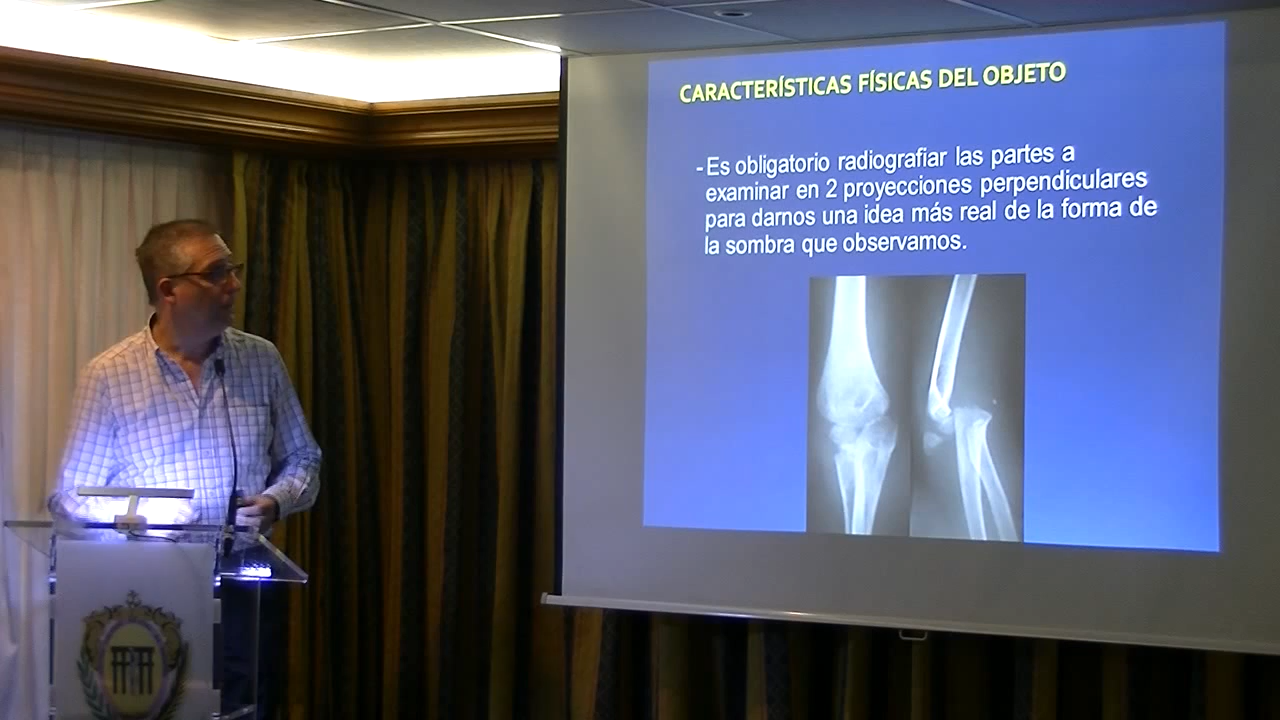 CARACTERÍSTICAS FÍSICAS DEL OBJETO
- Es obligatorio radiografiar las partes a
examinar en 2 proyecciones perpendiculares
para darnos una idea más real de la forma de
la sombra que observamos.